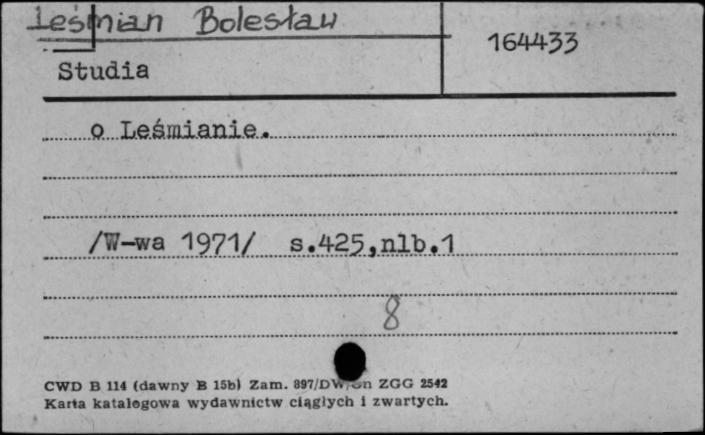 Leśmian Bolesław
164433
Studia
o Leśmianie.
/W-wa 1971/ s.425,nlb.1
8
CWD B 114 (dawny B 15b) Zam. 897/DW/ ZGG 2542
Karta katalogowa wydawnictw ciągłych i zwartych.